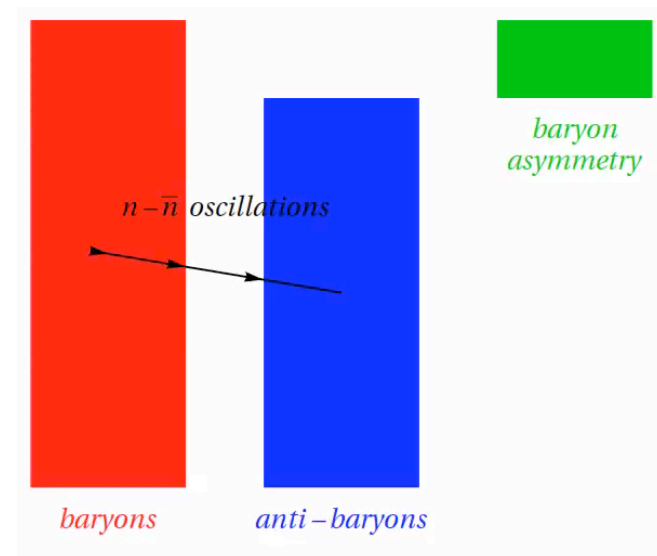 baryon
asymmetry
n – n̅ oscillations
baryons
anti – baryons